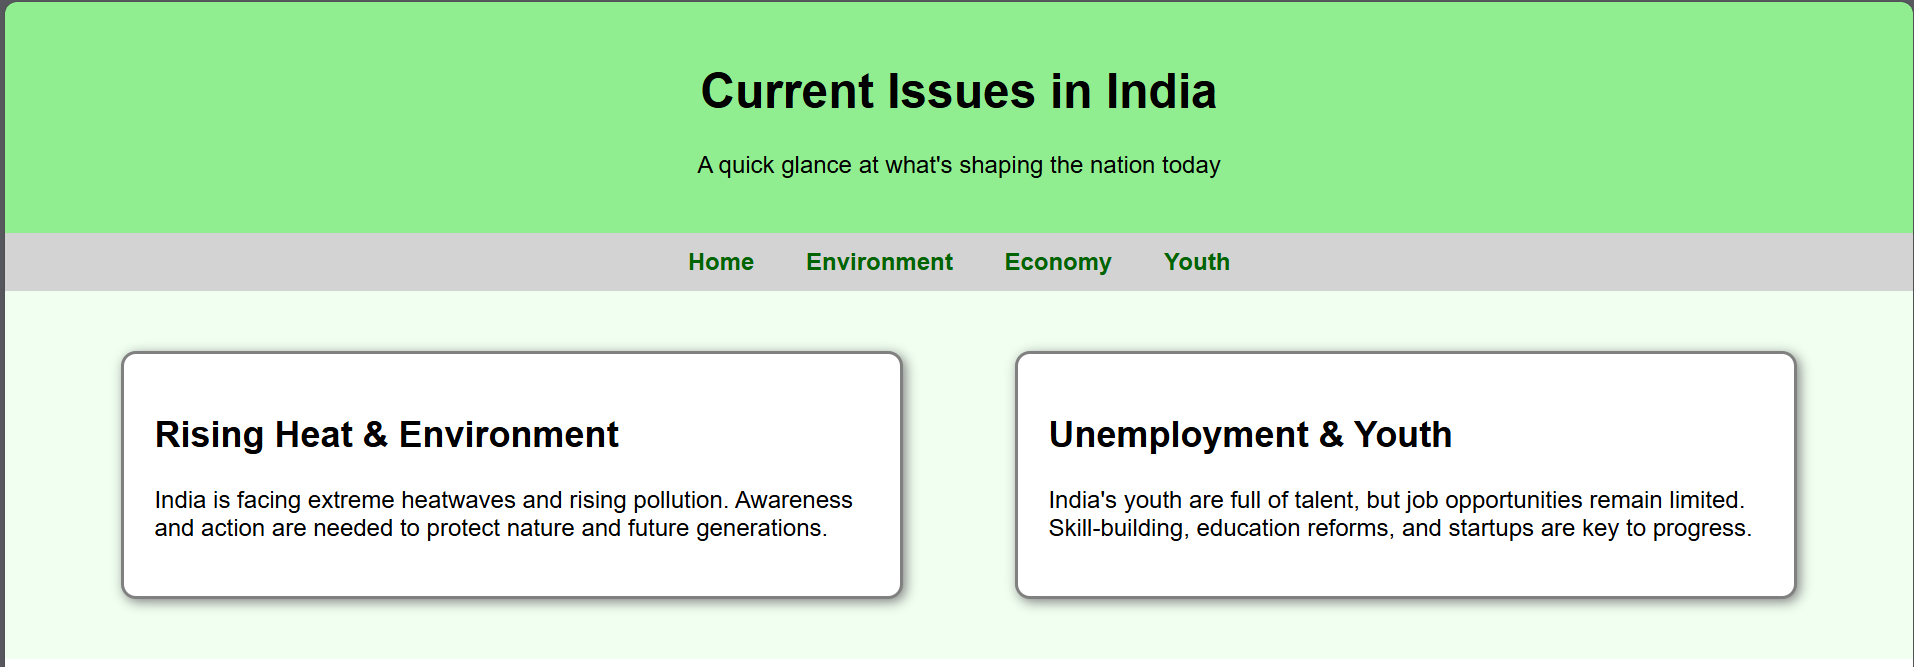 Current Issues in India
A quick glance at what's shaping the nation today
Home Environment Economy Youth
Rising Heat & Environment
India is facing extreme heatwaves and rising pollution. Awareness
and action are needed to protect nature and future generations.
Unemployment & Youth
India's youth are full of talent, but job opportunities remain limited.
Skill-building, education reforms, and startups are key to progress.